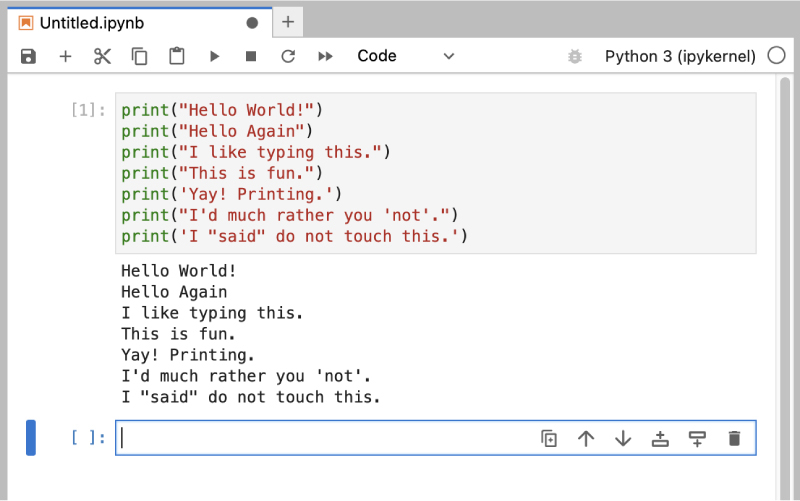 Untitled.ipynb
Code
Python 3 (ipykernel)
[1]:
print("Hello World!")
print("Hello Again")
print("I like typing this.")
print("This is fun.")
print('Yay! Printing.')
print("I'd much rather you 'not'.")
print('I "said" do not touch this.')
Hello World!
Hello Again
I like typing this.
This is fun.
Yay! Printing.
I'd much rather you 'not'.
I "said" do not touch this.
[ ]: